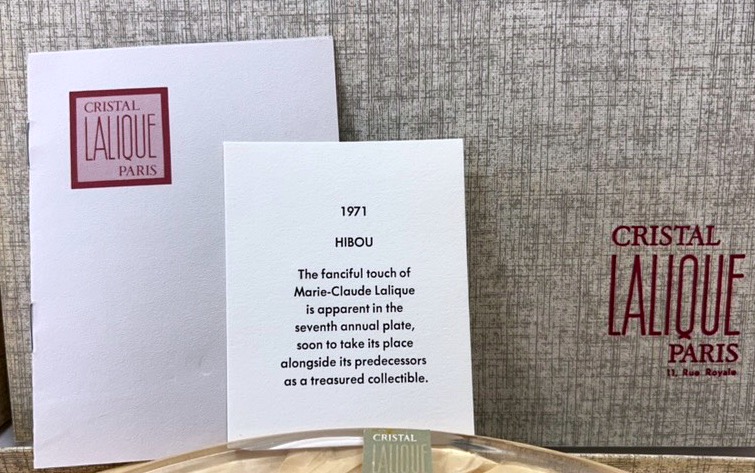 CRISTAL
LALIQUE
PARIS
1971
HIBOU
The fanciful touch of
Marie-Claude Lalique
is apparent in the
seventh annual plate,
soon to take its place
alongside its predecessors
as a treasured collectible.
CRISTAL
LALIQUE
PARIS
11, Rue Royale
CRISTAL
LALIQUE